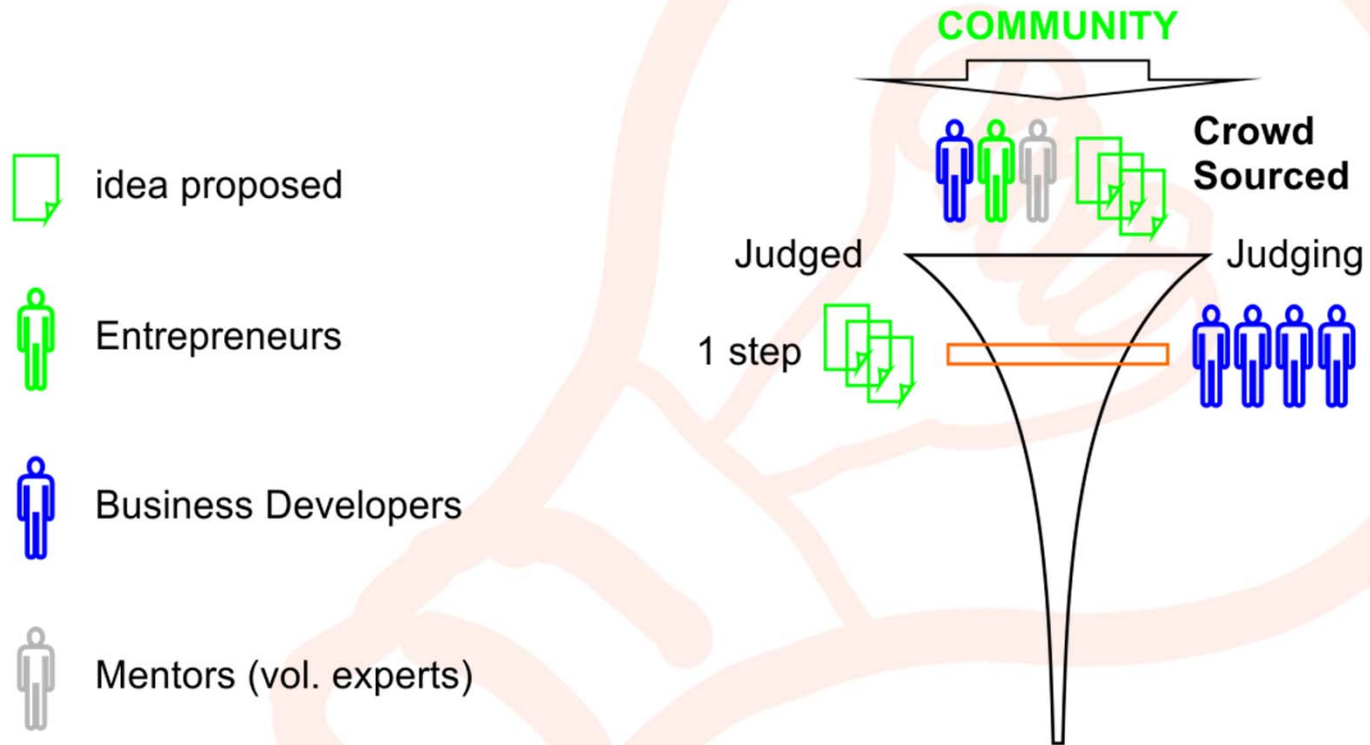 COMMUNITY
Crowd
Sourced
idea proposed
Judged
Judging
Entrepreneurs
1 step
Business Developers
Mentors (vol. experts)